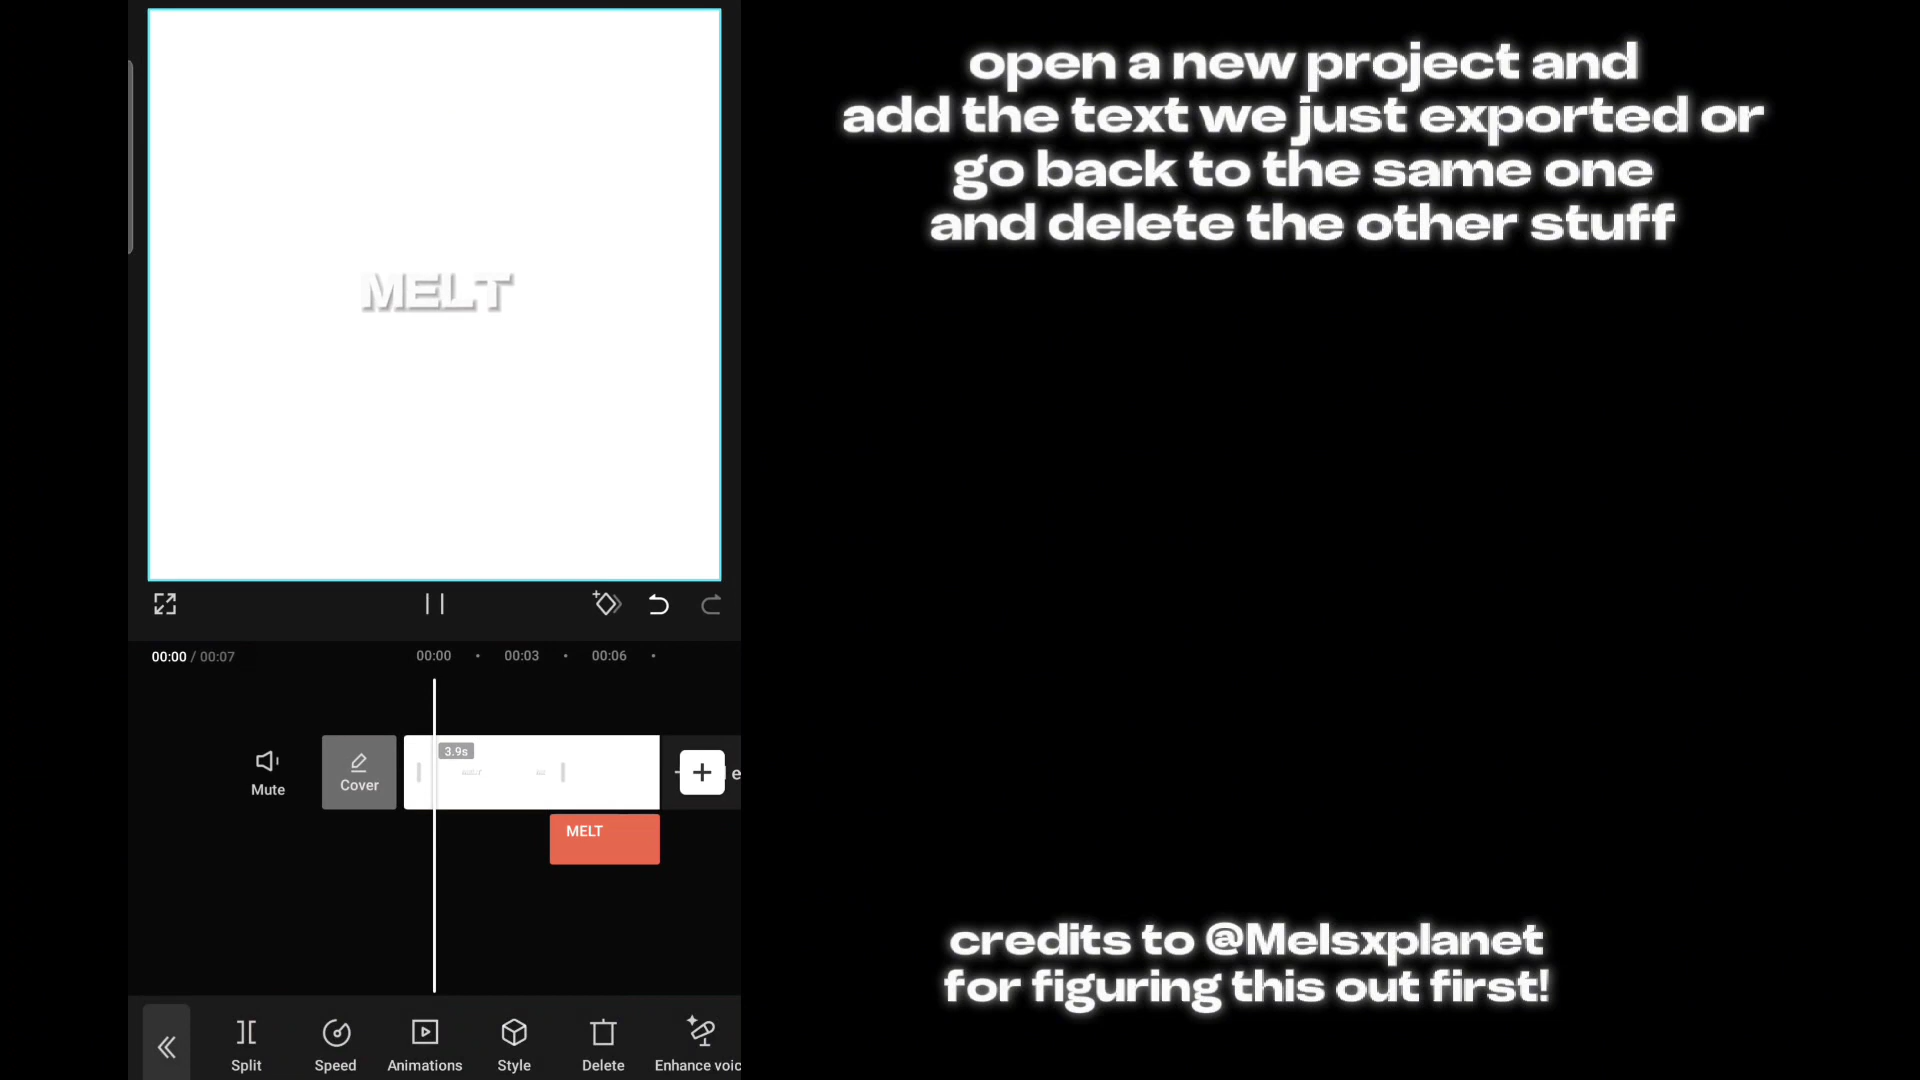 open a new project and
add the text we just exported or
go back to the same one
and delete the other stuff
MELT
00:00 / 00:07
00:00
00:03
00:06
3.9s
Mute
Cover
MELT
credits to @Melsxplanet
for figuring this out first!
Split
Speed
Animations
Style
Delete
Enhance voic